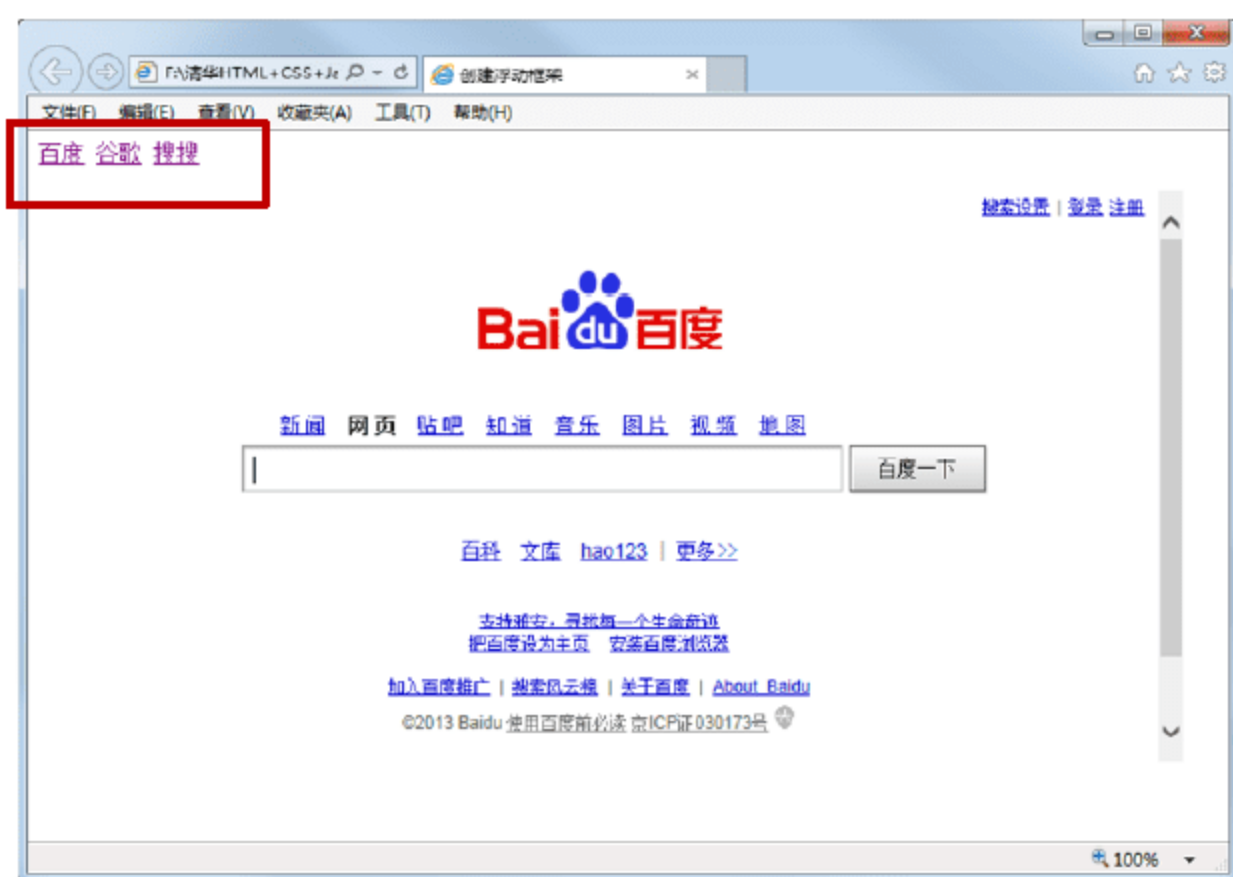 F:\清华HTML+CSS+Ja
创建浮动框架
文件(F) 编辑(E) 查看(V) 收藏夹(A) 工具(T) 帮助(H)
百度 谷歌 搜搜
搜索设置 | 登录 注册
Bai du 百度
新闻 网页 贴吧 知道 音乐 图片 视频 地图
百度一下
百科 文库 hao123 | 更多>>
支持雅安，寻找每一个生命奇迹
把百度设为主页 安装百度浏览器
加入百度推广 | 搜索风云榜 | 关于百度 | About Baidu
©2013 Baidu 使用百度前必读 京ICP证030173号
100%